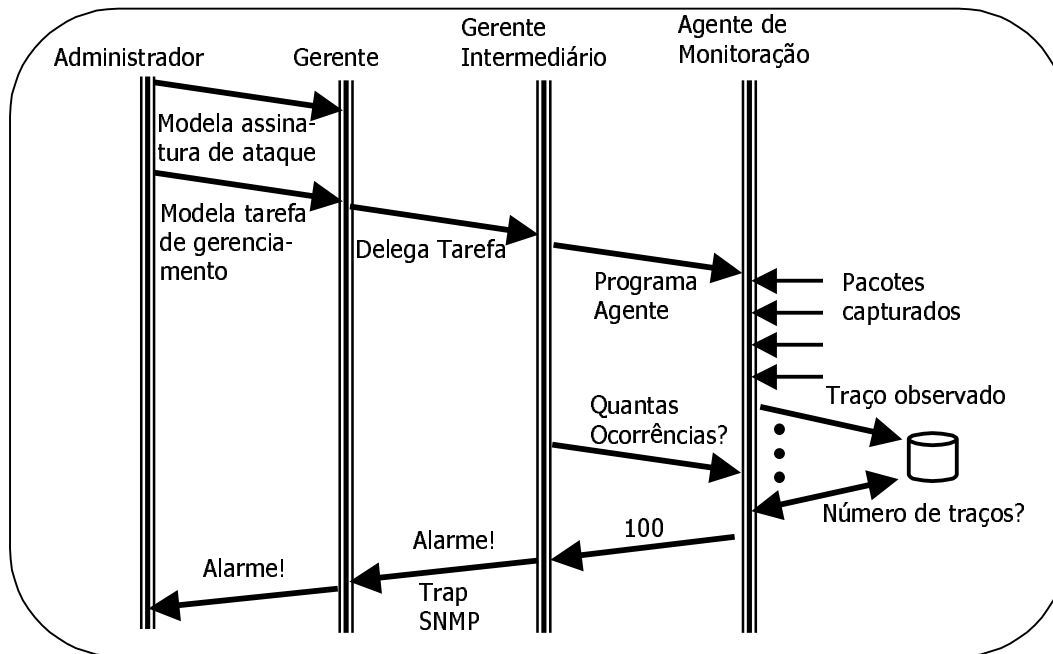 Administrador
Gerente
Gerente
Intermediário
Agente de
Monitoração
Modela assina-
tura de ataque
Modela tarefa
de gerencia-
mento
Delega Tarefa
Programa
Agente
Pacotes
capturados
Traço observado
Quantas
Ocorrências?
Número de traços?
100
Alarme!
Trap
SNMP
Alarme!